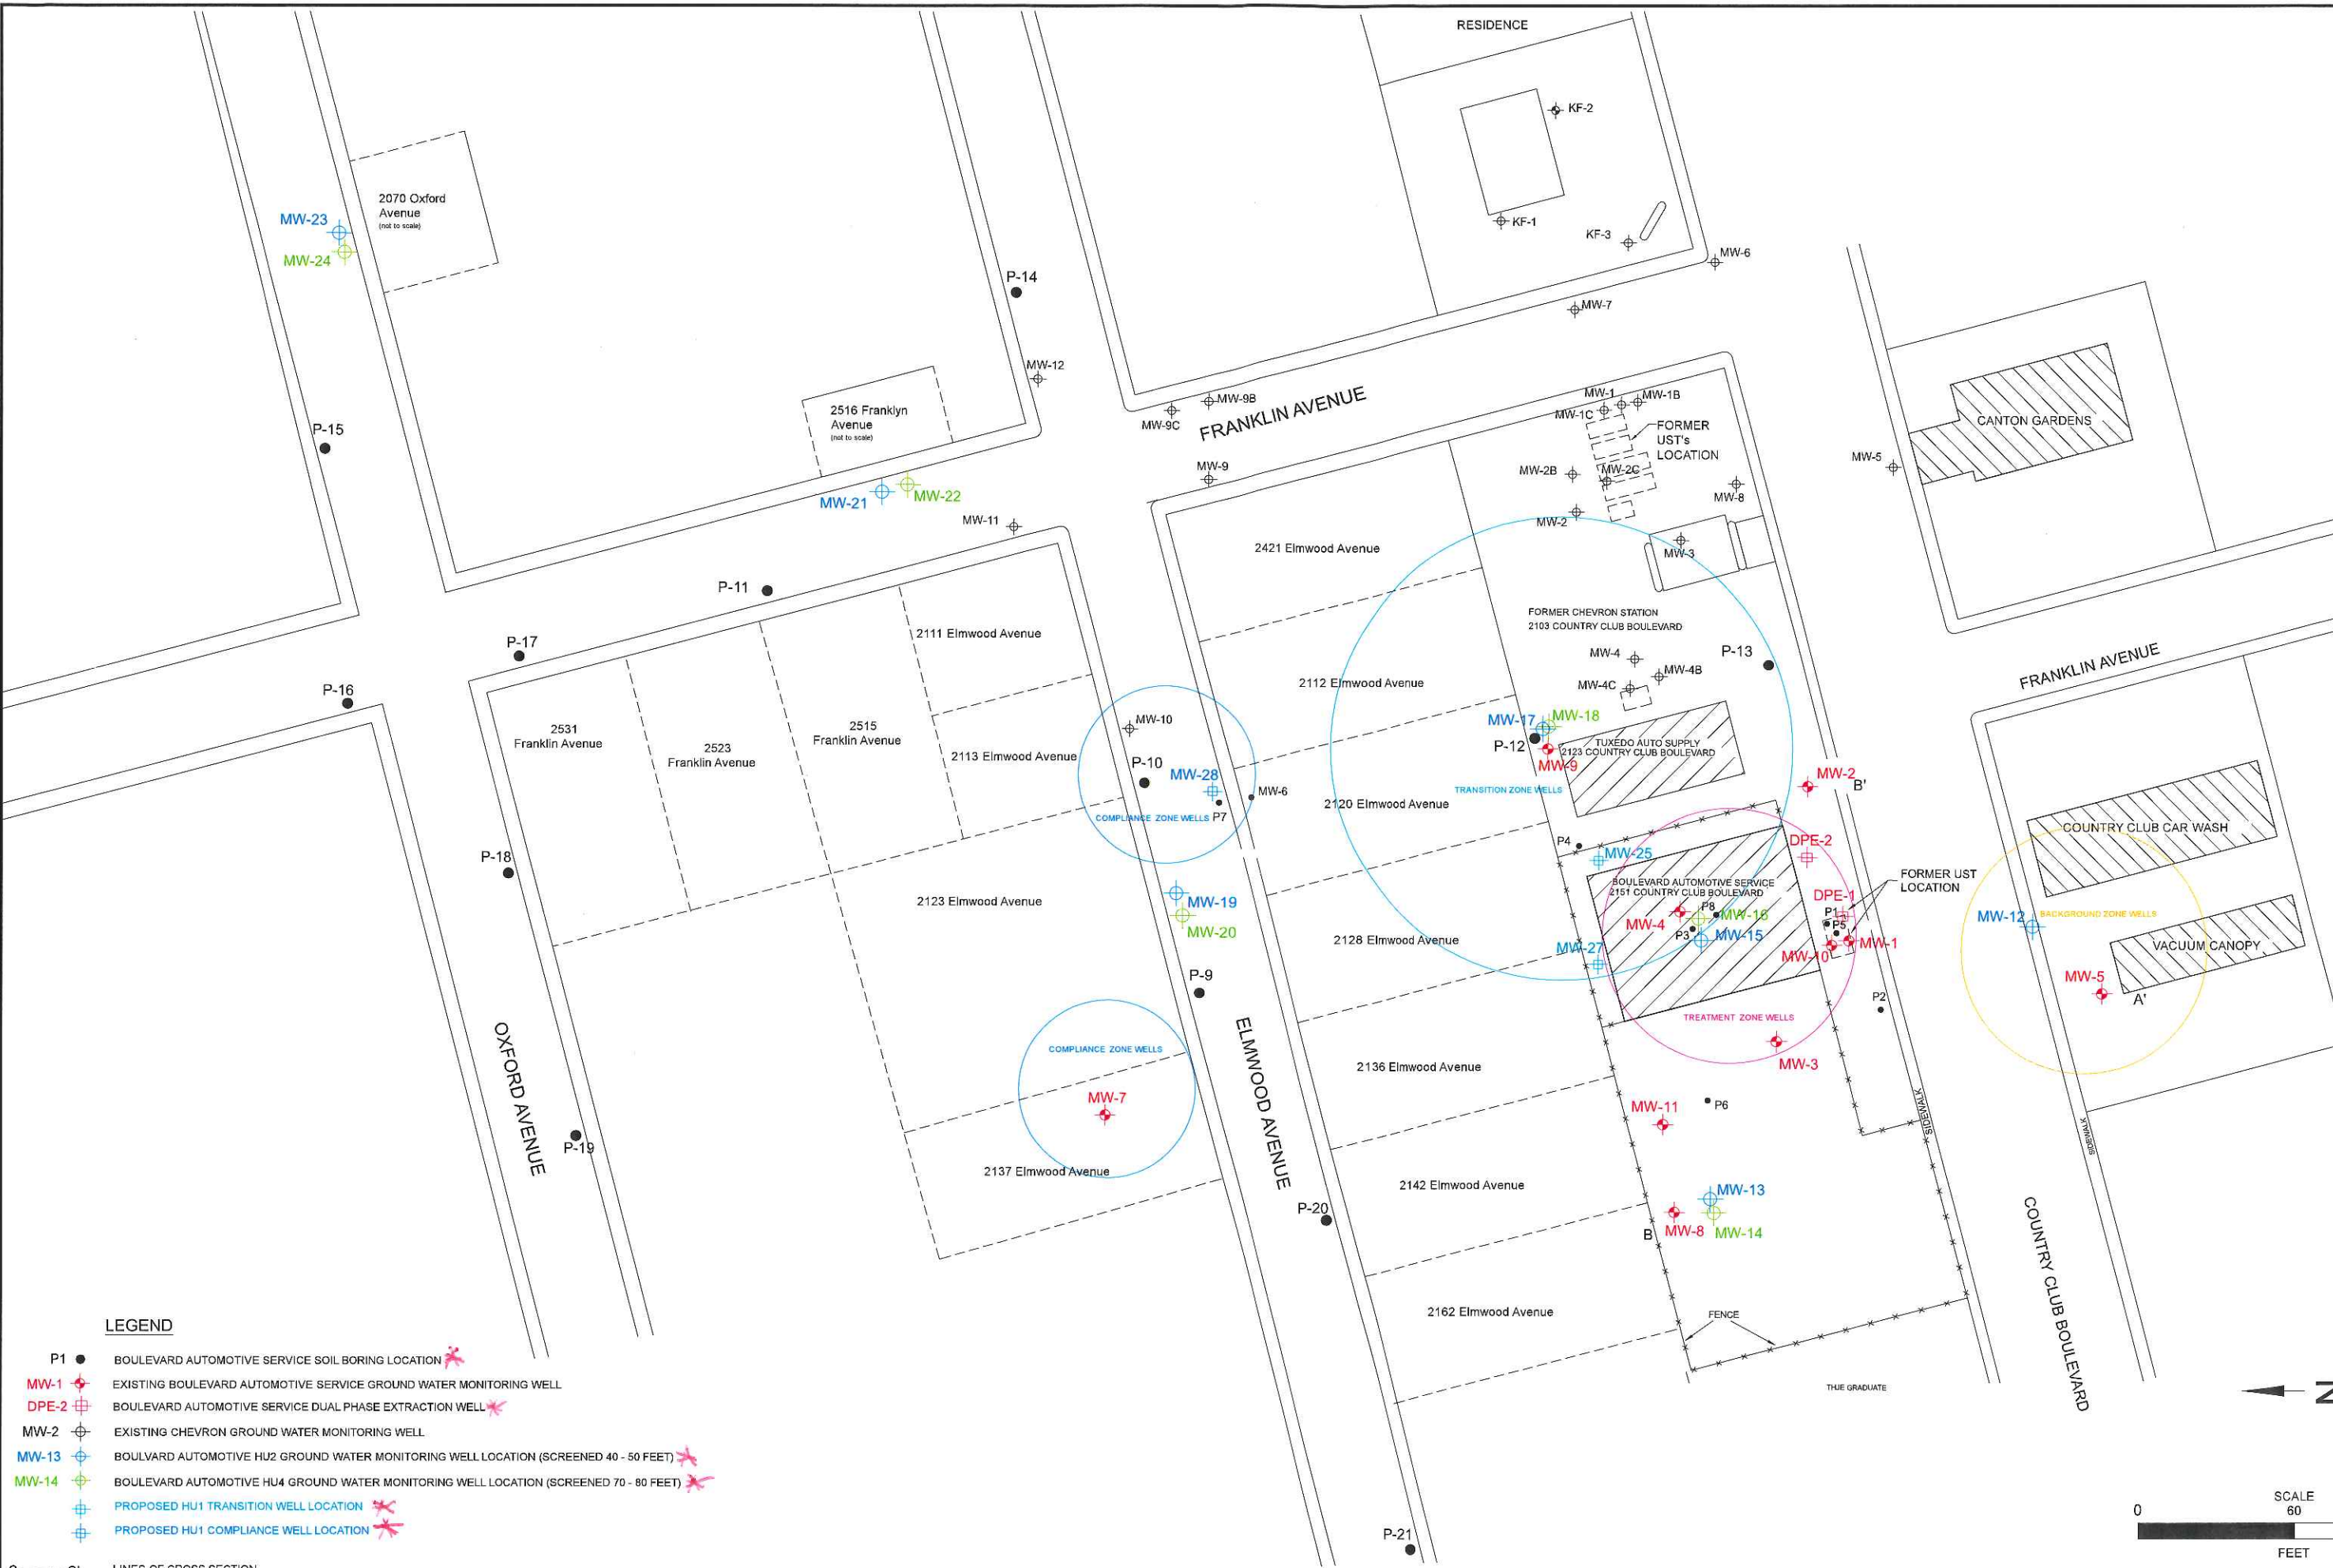 RESIDENCE
KF-2
KF-1
KF-3
MW-6
MW-7
2070 Oxford
Avenue
(not to scale)
MW-23
MW-24
P-14
MW-12
P-15
2516 Franklyn
Avenue
(not to scale)
MW-21
MW-22
MW-11
MW-9B
MW-9C
FRANKLIN AVENUE
MW-9
MW-1
MW-1B
MW-1C
FORMER
UST's
LOCATION
MW-2B
MW-2C
MW-8
MW-2
MW-3
CANTON GARDENS
MW-5
2421 Elmwood Avenue
P-11
P-17
P-16
2111 Elmwood Avenue
FORMER CHEVRON STATION
2103 COUNTRY CLUB BOULEVARD
MW-4
MW-4B
MW-4C
P-13
FRANKLIN AVENUE
2112 Elmwood Avenue
2531
Franklin Avenue
2523
Franklin Avenue
2515
Franklin Avenue
2113 Elmwood Avenue
MW-10
P-10
MW-28
MW-6
COMPLIANCE ZONE WELLS
P7
MW-17
MW-18
P-12
MW-9
TUXEDO AUTO SUPPLY
2123 COUNTRY CLUB BOULEVARD
MW-2
B'
TRANSITION ZONE WELLS
2120 Elmwood Avenue
COUNTRY CLUB CAR WASH
P4
MW-25
DPE-2
P-18
2123 Elmwood Avenue
MW-19
MW-20
BOULEVARD AUTOMOTIVE SERVICE
2151 COUNTRY CLUB BOULEVARD
FORMER UST
LOCATION
DPE-1
P8
MW-4
MW-16
P1
P5
P3
MW-15
MW-1
MW-10
MW-12
BACKGROUND ZONE WELLS
VACUUM CANOPY
2128 Elmwood Avenue
MW-27
P-9
MW-5
A'
P2
TREATMENT ZONE WELLS
MW-3
OXFORD AVENUE
ELMWOOD AVENUE
COMPLIANCE ZONE WELLS
MW-7
2136 Elmwood Avenue
MW-11
P6
SIDEWALK
SIDEWALK
P-19
2137 Elmwood Avenue
2142 Elmwood Avenue
MW-13
P-20
B
MW-8
MW-14
COUNTRY CLUB BOULEVARD
2162 Elmwood Avenue
FENCE
THJE GRADUATE
N
LEGEND
P1 BOULEVARD AUTOMOTIVE SERVICE SOIL BORING LOCATION
MW-1 EXISTING BOULEVARD AUTOMOTIVE SERVICE GROUND WATER MONITORING WELL
DPE-2 BOULEVARD AUTOMOTIVE SERVICE DUAL PHASE EXTRACTION WELL
MW-2 EXISTING CHEVRON GROUND WATER MONITORING WELL
MW-13 BOULVARD AUTOMOTIVE HU2 GROUND WATER MONITORING WELL LOCATION (SCREENED 40 - 50 FEET)
MW-14 BOULEVARD AUTOMOTIVE HU4 GROUND WATER MONITORING WELL LOCATION (SCREENED 70 - 80 FEET)
PROPOSED HU1 TRANSITION WELL LOCATION
PROPOSED HU1 COMPLIANCE WELL LOCATION
LINES OF CROSS SECTION
P-21
SCALE
0 60
FEET